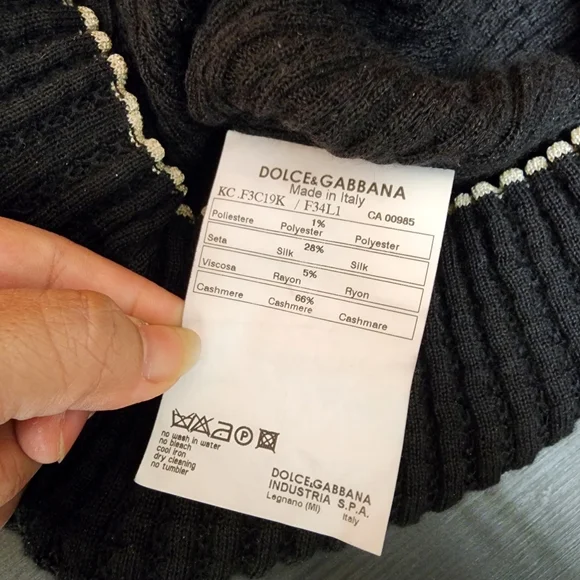 DOLCE&GABBANA
Made in Italy
KC.F3C19K / F34L1 CA 00985
Poliestere 1% Polyester Polyester
Seta 28% Silk Silk
Viscosa 5% Rayon Ryon
Cashmere 66% Cashmere Cashmare
P
no wash in water
no bleach
cool iron
dry cleaning
no tumbler
DOLCE&GABBANA
INDUSTRIA S.P.A.
Legnano (MI) Italy